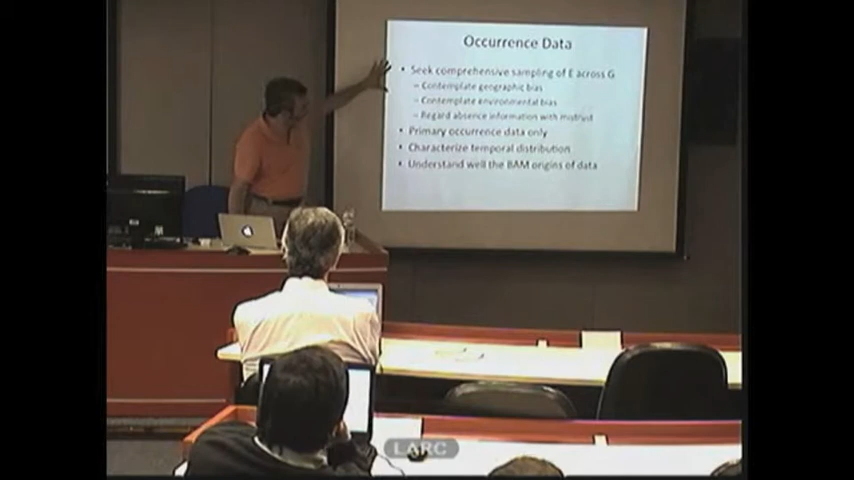 Occurrence Data
• Seek comprehensive sampling of E across G
– Contemplate geographic bias
– Contemplate environmental bias
– Regard absence information with mistrust
• Primary occurrence data only
• Characterize temporal distribution
• Understand well the BAM origins of data
LARC